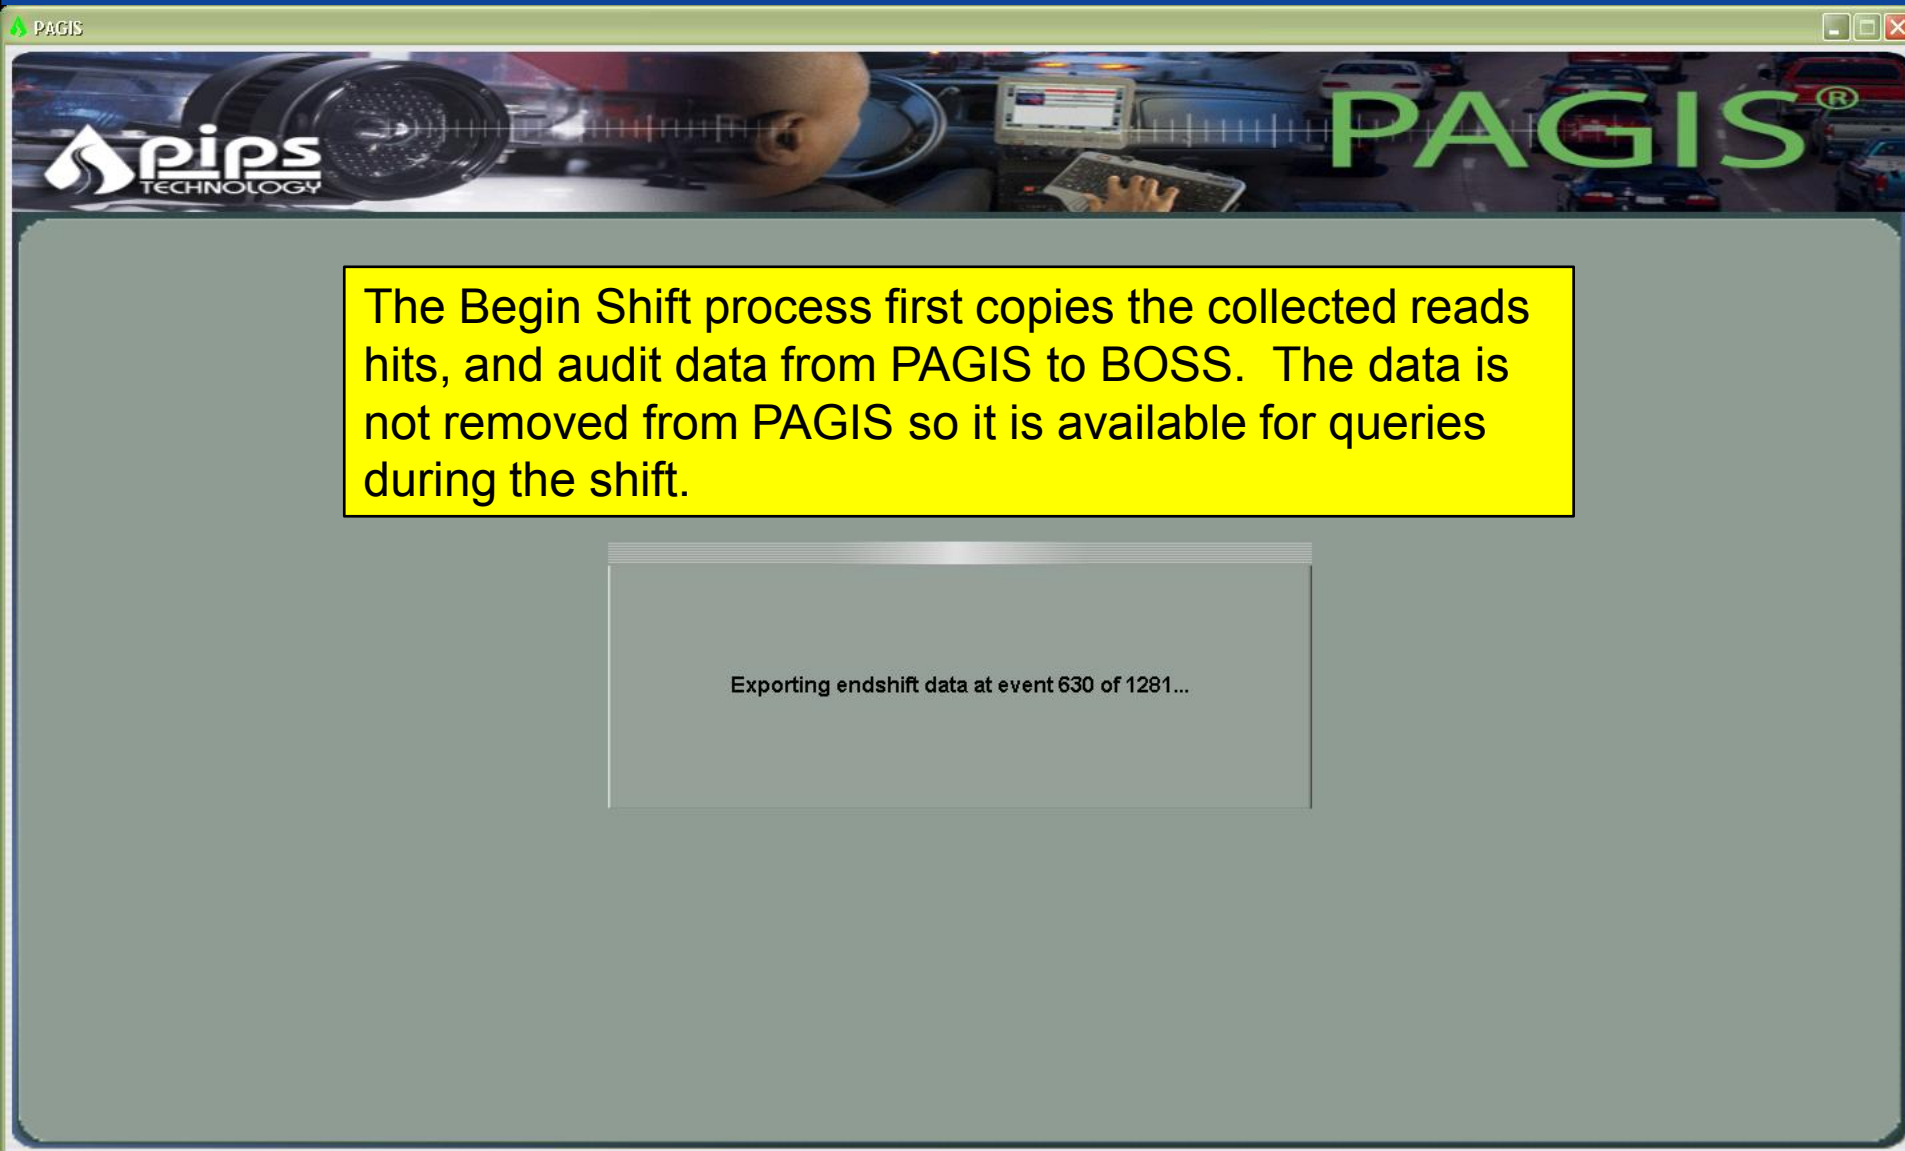 PAGIS
pips
TECHNOLOGY
PAGIS®
The Begin Shift process first copies the collected reads
hits, and audit data from PAGIS to BOSS.  The data is
not removed from PAGIS so it is available for queries
during the shift.
Exporting endshift data at event 630 of 1281...